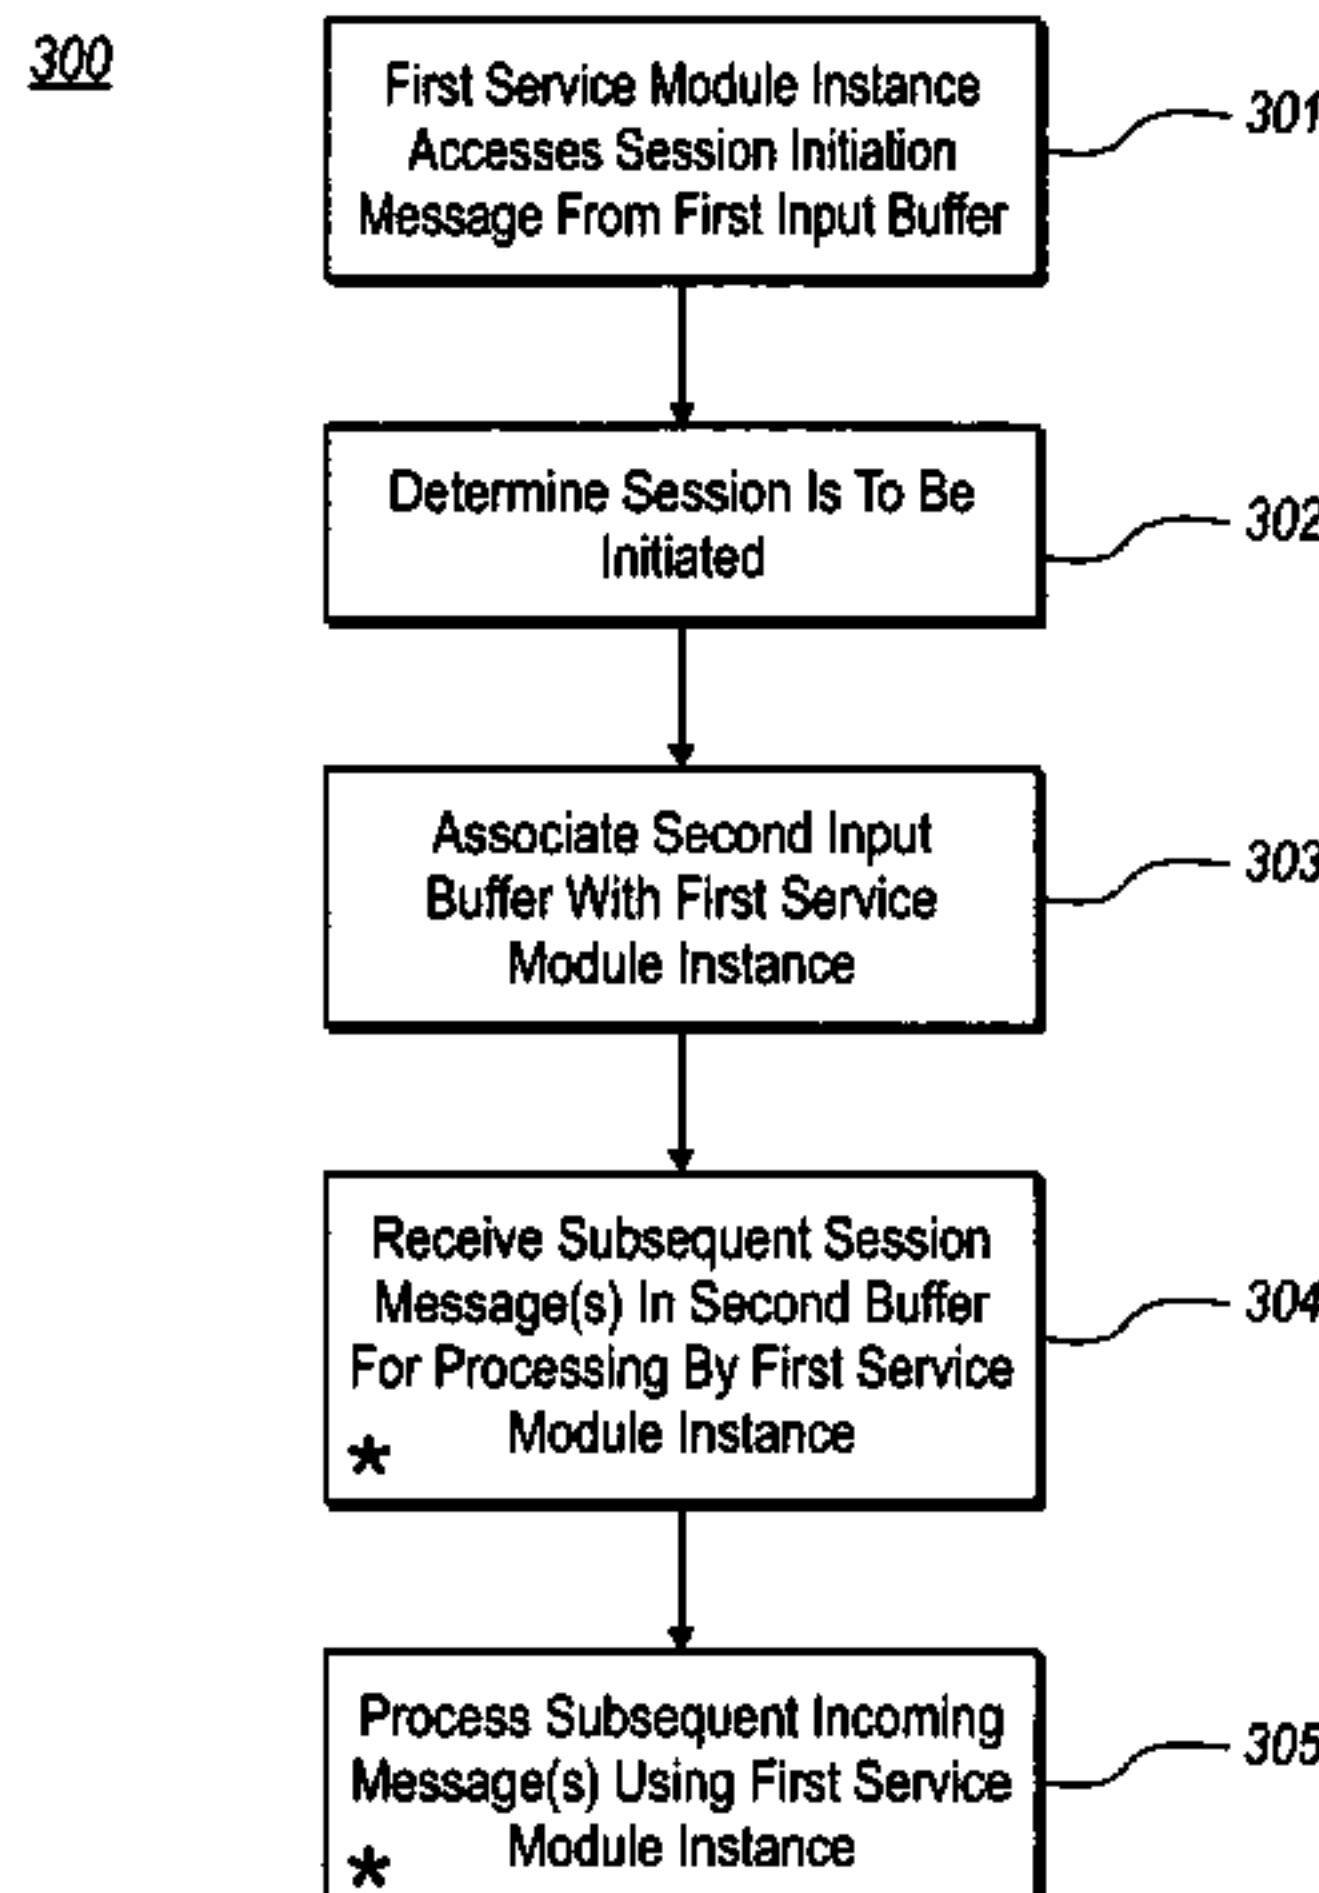 300
First Service Module Instance
Accesses Session Initiation
Message From First Input Buffer
301
Determine Session Is To Be
Initiated
302
Associate Second Input
Buffer With First Service
Module Instance
303
Receive Subsequent Session
Message(s) In Second Buffer
For Processing By First Service
* Module Instance
304
Process Subsequent Incoming
Message(s) Using First Service
* Module Instance
305